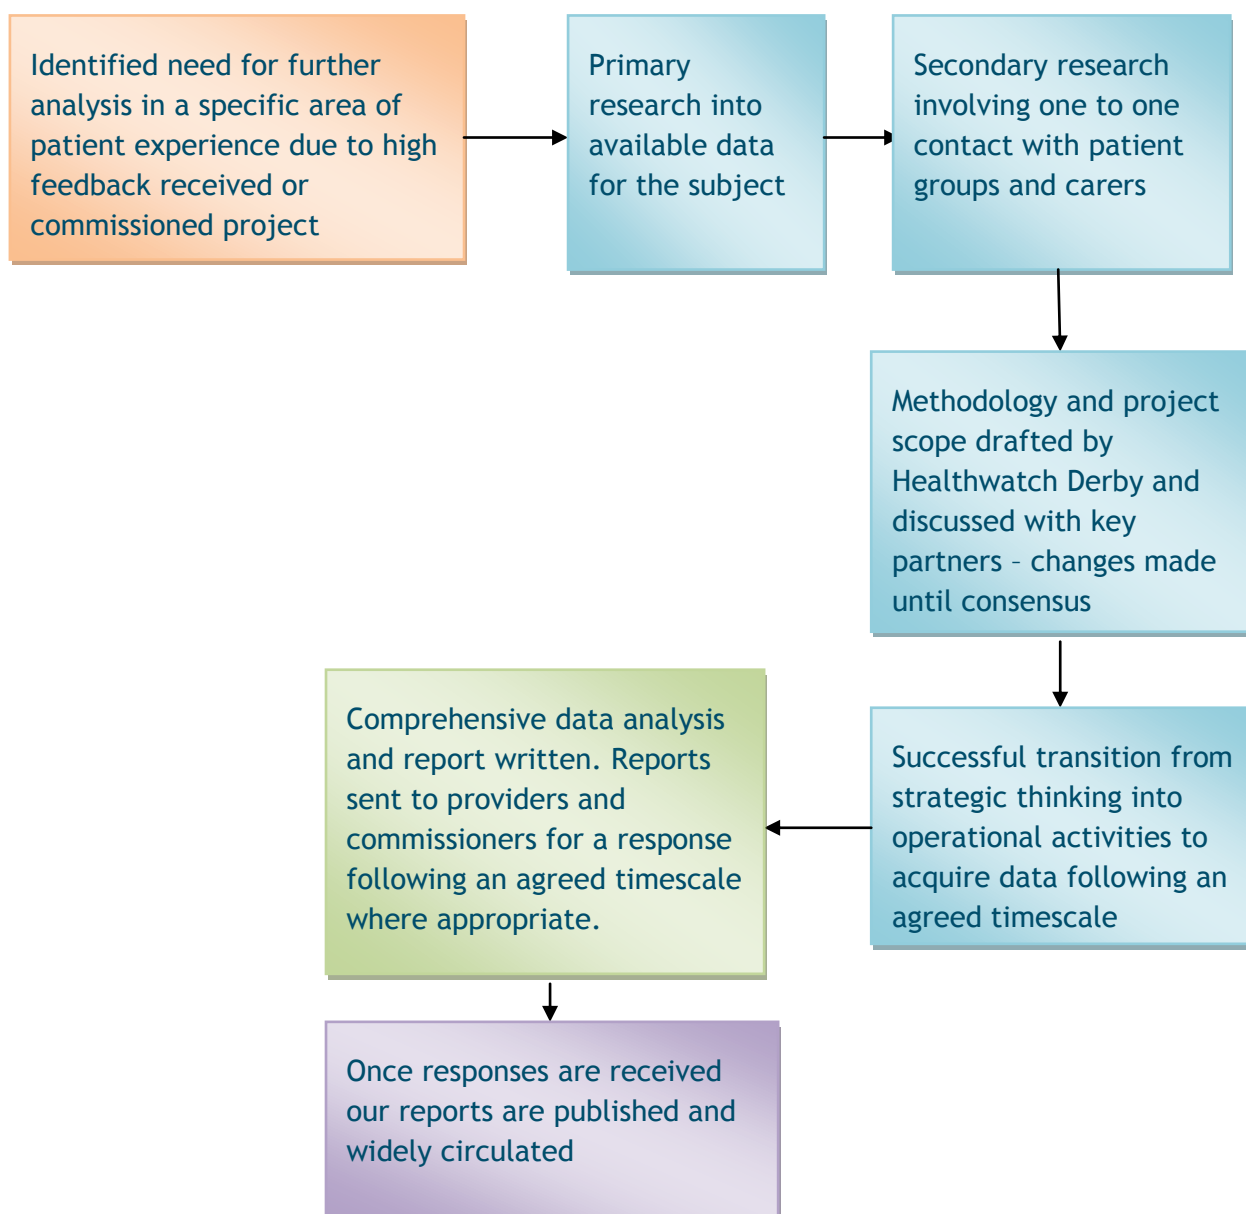 Identified need for further
analysis in a specific area of
patient experience due to high
feedback received or
commissioned project
Primary
research into
available data
for the subject
Secondary research
involving one to one
contact with patient
groups and carers
Methodology and project
scope drafted by
Healthwatch Derby and
discussed with key
partners – changes made
until consensus
Successful transition from
strategic thinking into
operational activities to
acquire data following an
agreed timescale
Comprehensive data analysis
and report written. Reports
sent to providers and
commissioners for a response
following an agreed timescale
where appropriate.
Once responses are received
our reports are published and
widely circulated